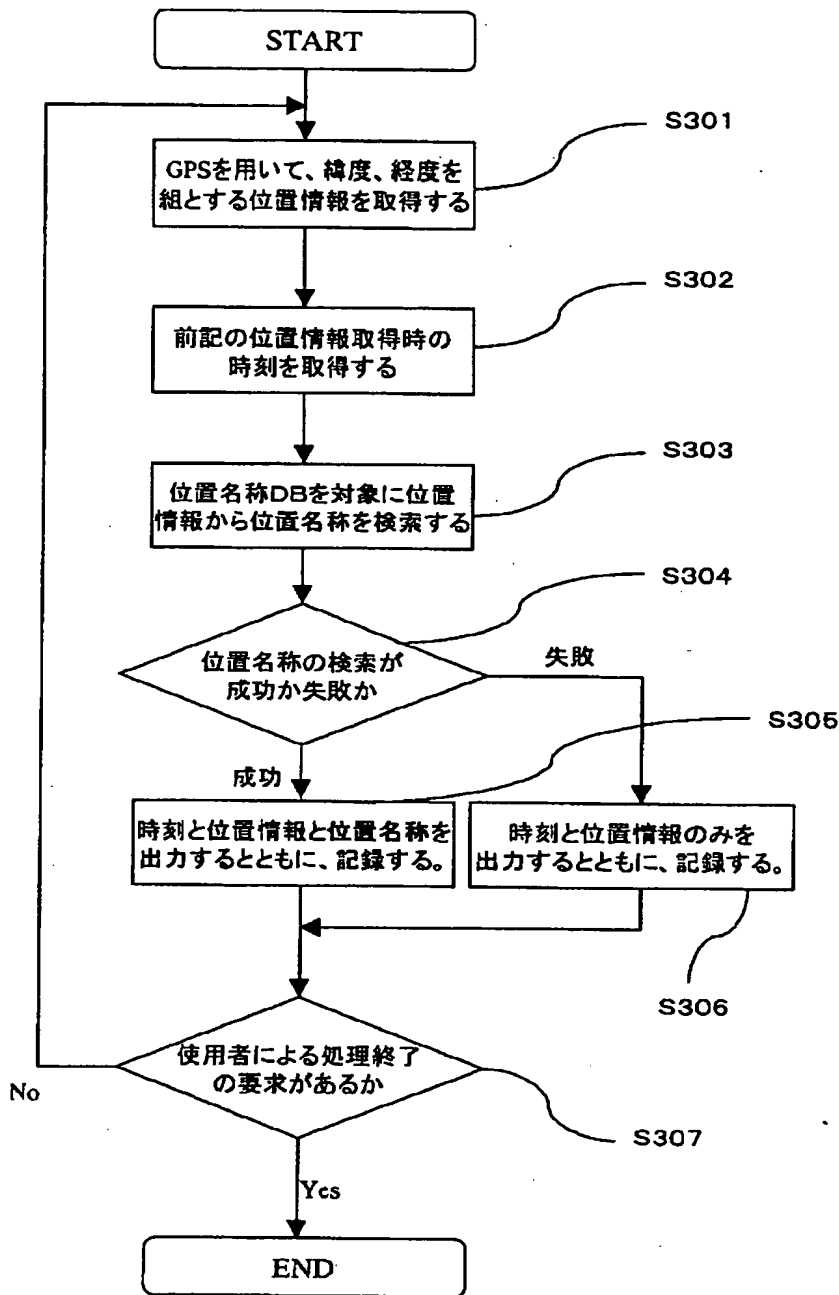 START
S301
GPSを用いて、緯度、経度を
組とする位置情報を取得する
S302
前記の位置情報取得時の
時刻を取得する
S303
位置名称DBを対象に位置
情報から位置名称を検索する
S304
位置名称の検索が
成功か失敗か
失敗
S305
成功
時刻と位置情報と位置名称を
出力するとともに、記録する。
時刻と位置情報のみを
出力するとともに、記録する。
S306
使用者による処理終了
の要求があるか
No
S307
Yes
END